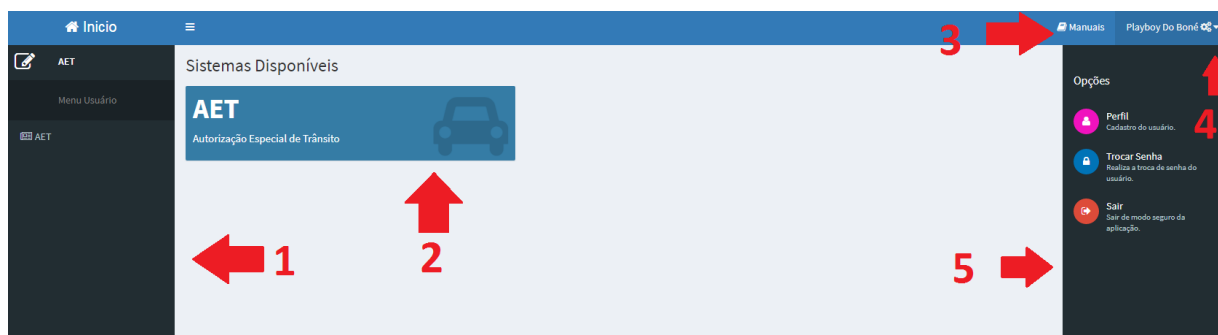 Inicio
Manuais
Playboy Do Boné
3
AET
Menu Usuário
AET
Sistemas Disponíveis
AET
Autorização Especial de Trânsito
1
2
5
4
Opções
Perfil
Cadastro do usuário.
Trocar Senha
Realiza a troca de senha do
usuário.
Sair
Sair de modo seguro da
aplicação.